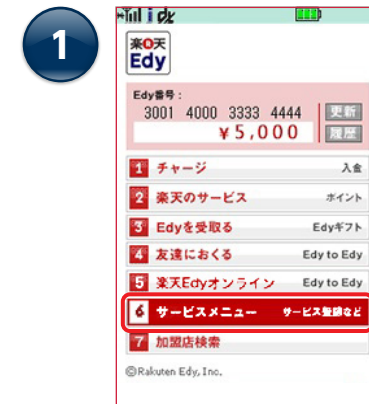 1
楽天
Edy
Edy番号：
3001 4000 3333 4444 更新
¥5,000 履歴
1 チャージ 入金
2 楽天のサービス ポイント
3 Edyを受取る Edyギフト
4 友達におくる Edy to Edy
5 楽天Edyオンライン Edy to Edy
6 サービスメニュー サービス登録など
7 加盟店検索
©Rakuten Edy, Inc.